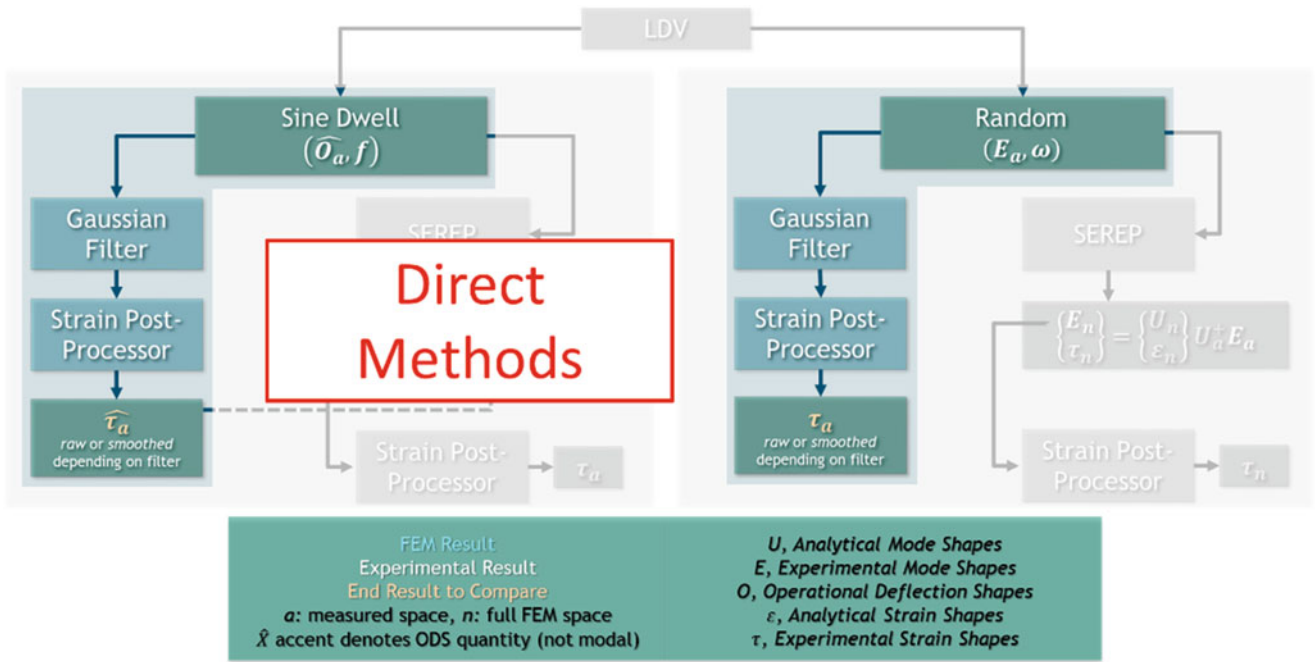 LDV
Sine Dwell
(\widehat{O_a}, f)
Gaussian
Filter
Strain Post-
Processor
\widehat{τ_a}
raw or smoothed
depending on filter
SEREP
Direct
Methods
Strain Post-
Processor
τ_a
Random
(E_a, ω)
Gaussian
Filter
Strain Post-
Processor
τ_a
raw or smoothed
depending on filter
SEREP
{E_n τ_n} = {U_n ε_n} U_a^+ E_a
Strain Post-
Processor
τ_n
FEM Result
Experimental Result
End Result to Compare
a: measured space, n: full FEM space
X̂ accent denotes ODS quantity (not modal)
U, Analytical Mode Shapes
E, Experimental Mode Shapes
O, Operational Deflection Shapes
ε, Analytical Strain Shapes
τ, Experimental Strain Shapes